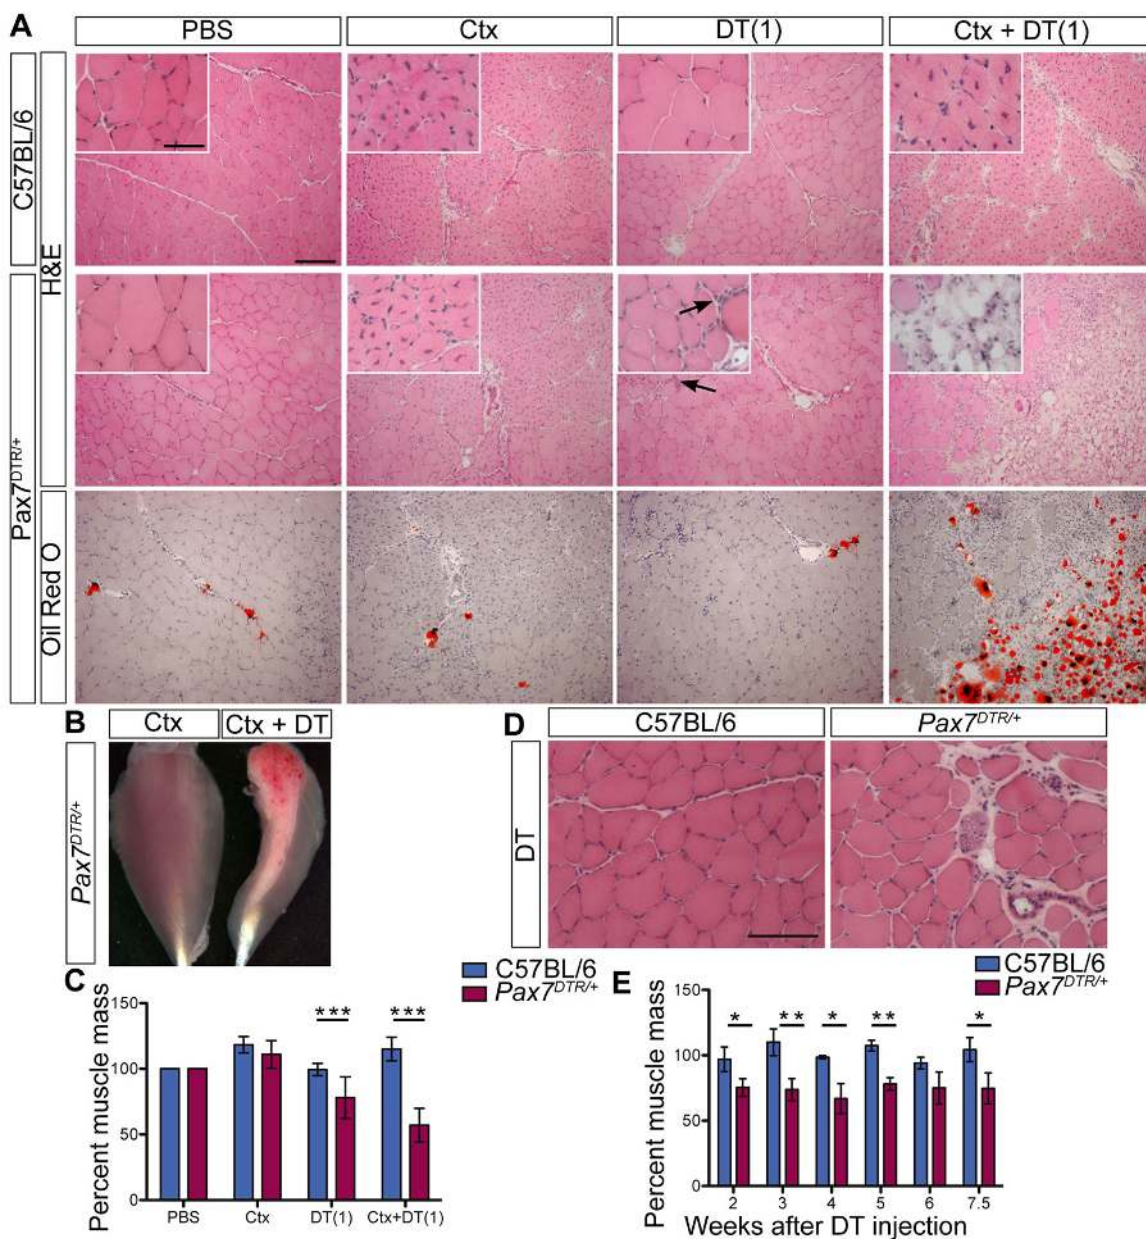 A
PBS
Ctx
DT(1)
Ctx + DT(1)
C57BL/6
H&E
Pax7DTR/+
Oil Red O
B
Ctx
Ctx + DT
Pax7DTR/+
D
C57BL/6
Pax7DTR/+
DT
C
C57BL/6
Pax7DTR/+
Percent muscle mass
150
100
50
0
***
***
PBS
Ctx
DT(1)
Ctx+DT(1)
E
C57BL/6
Pax7DTR/+
Percent muscle mass
150
100
50
0
*
**
*
**
*
2
3
4
5
6
7.5
Weeks after DT injection